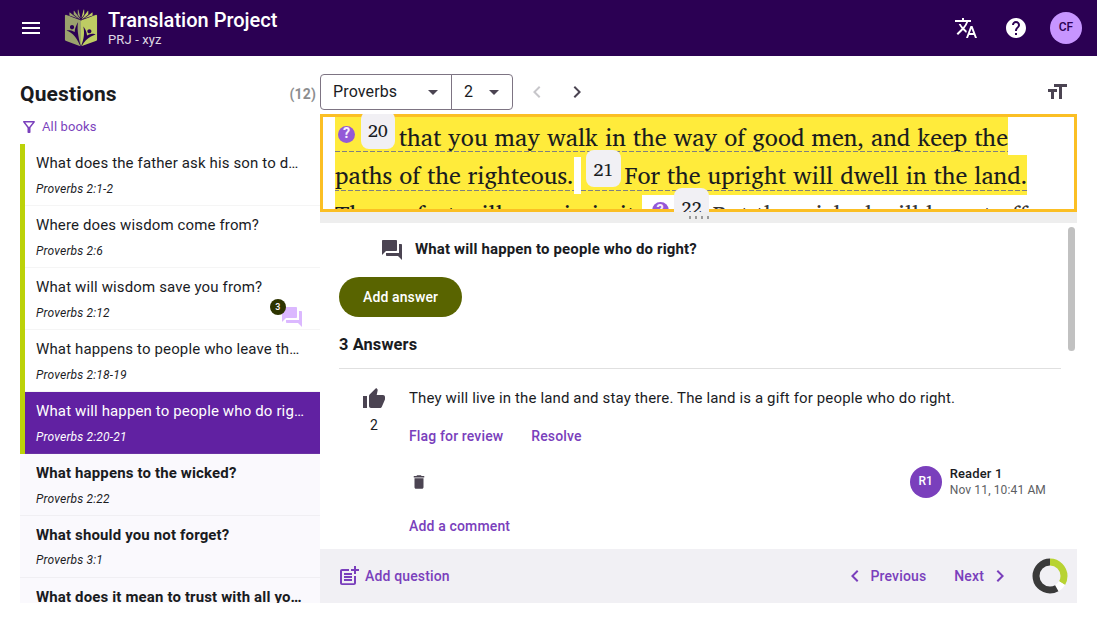 Translation Project
PRJ - xyz
CF
Questions
(12)
All books
What does the father ask his son to d...
Proverbs 2:1-2
Where does wisdom come from?
Proverbs 2:6
What will wisdom save you from?
Proverbs 2:12
3
What happens to people who leave th...
Proverbs 2:18-19
What will happen to people who do rig...
Proverbs 2:20-21
What happens to the wicked?
Proverbs 2:22
What should you not forget?
Proverbs 3:1
What does it mean to trust with all yo...
Proverbs
2
20 that you may walk in the way of good men, and keep the
paths of the righteous. 21 For the upright will dwell in the land.
22
What will happen to people who do right?
Add answer
3 Answers
They will live in the land and stay there. The land is a gift for people who do right.
2
Flag for review
Resolve
R1
Reader 1
Nov 11, 10:41 AM
Add a comment
Add question
Previous
Next